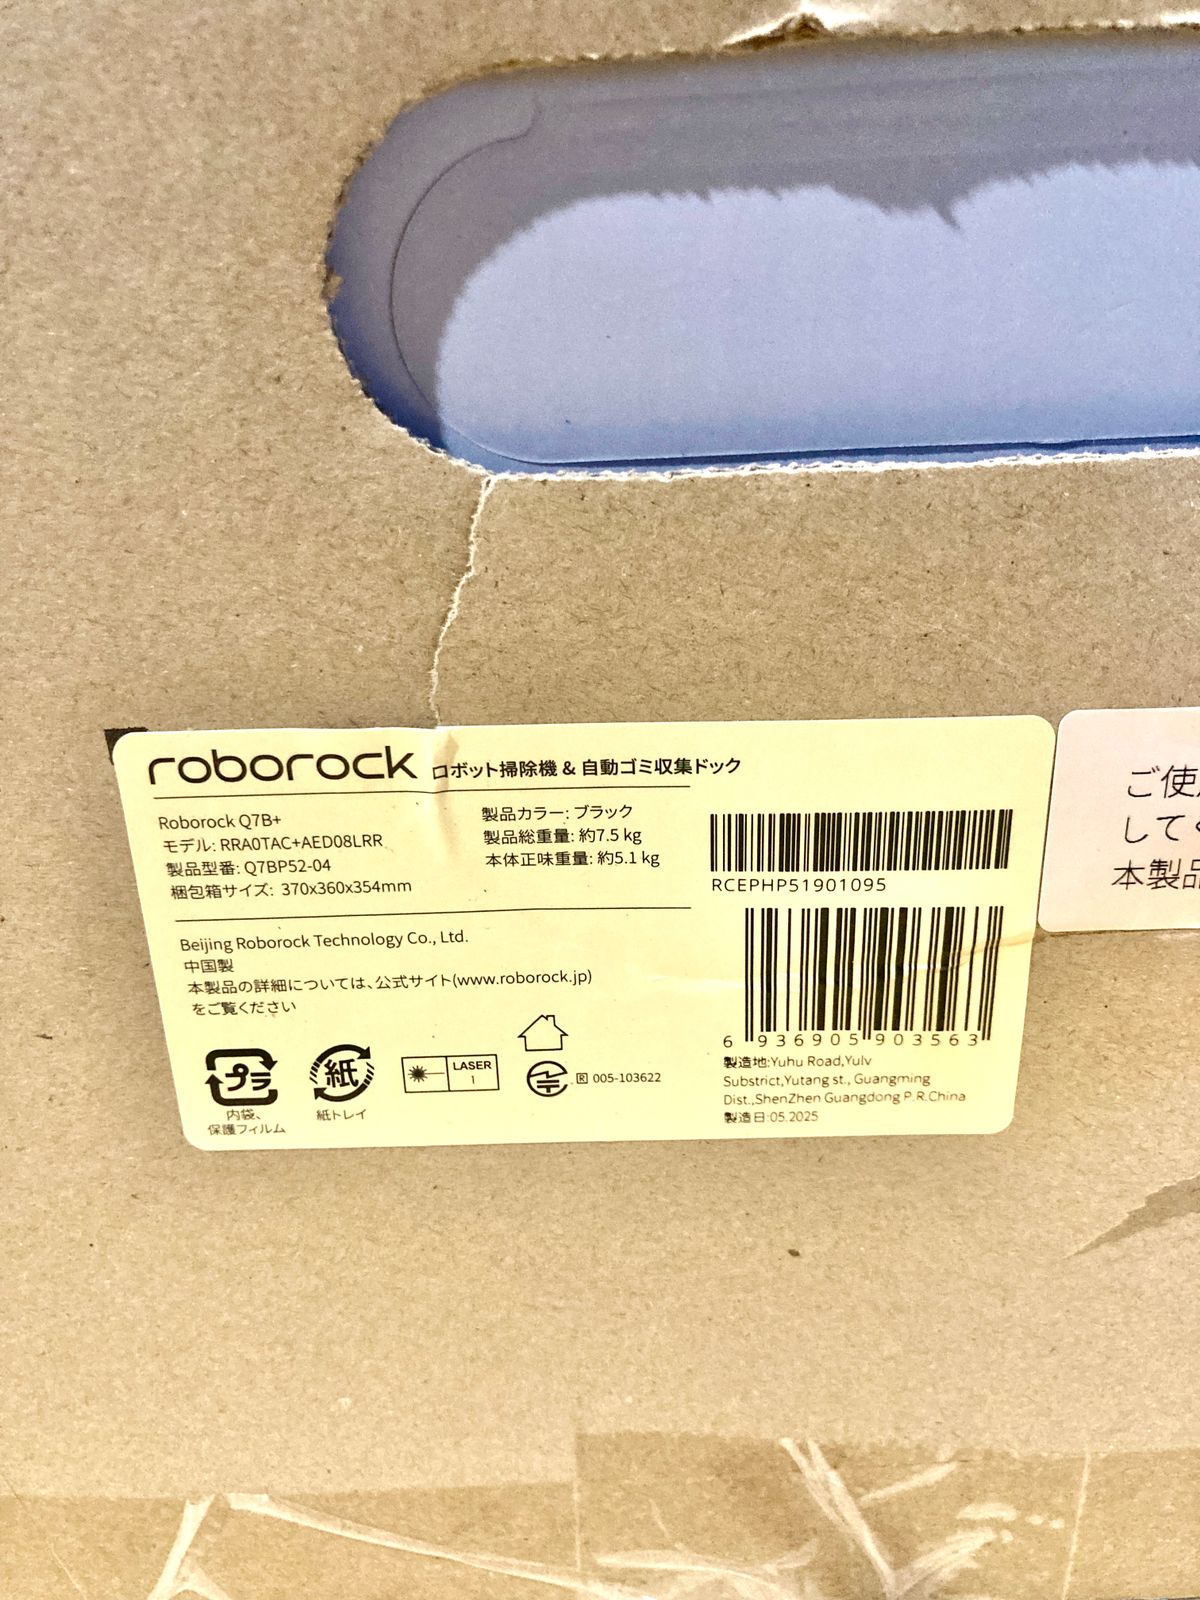 roborock ロボット掃除機 & 自動ゴミ収集ドック
Roborock Q7B+
モデル: RRA0TAC+AED08LRR
製品型番: Q7BP52-04
梱包箱サイズ: 370x360x354mm
製品カラー: ブラック
製品総重量: 約7.5 kg
本体正味重量: 約5.1 kg
RCEPHP51901095
Beijing Roborock Technology Co., Ltd.
中国製
本製品の詳細については、公式サイト(www.roborock.jp)
をご覧ください
プラ
内袋、
保護フィルム
紙
紙トレイ
LASER
1
R 005-103622
6 936905 903563
製造地:Yuhu Road,Yulv
Substrict,Yutang st., Guangming
Dist.,ShenZhen Guangdong P.R.China
製造日:05.2025
ご使
して
本製品